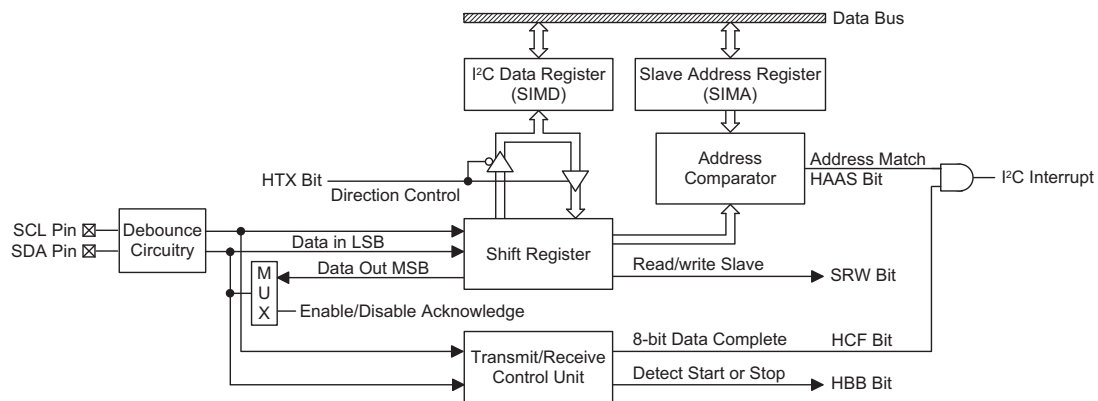 Data Bus
I²C Data Register
(SIMD)
Slave Address Register
(SIMA)
HTX Bit
Direction Control
Address
Comparator
Address Match
HAAS Bit
I²C Interrupt
SCL Pin
SDA Pin
Debounce
Circuitry
Data in LSB
Shift Register
Data Out MSB
Read/write Slave
SRW Bit
M
U
X
Enable/Disable Acknowledge
8-bit Data Complete
HCF Bit
Transmit/Receive
Control Unit
Detect Start or Stop
HBB Bit